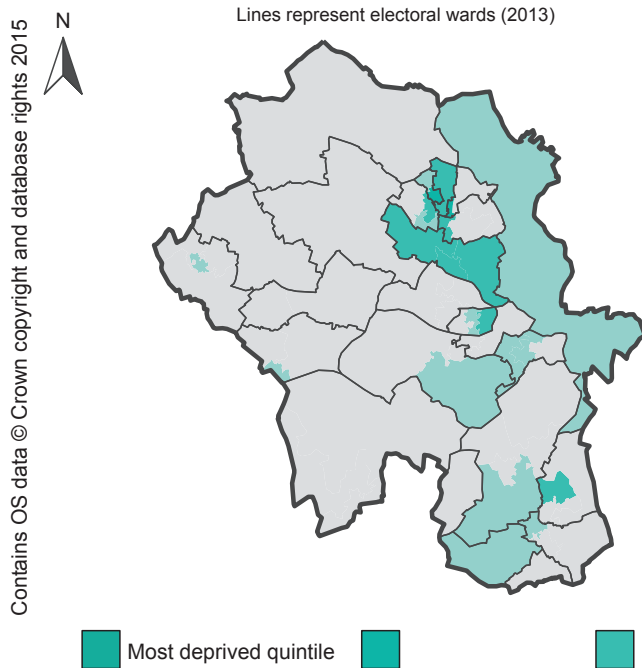 Lines represent electoral wards (2013)
N
Contains OS data © Crown copyright and database rights 2015
Most deprived quintile